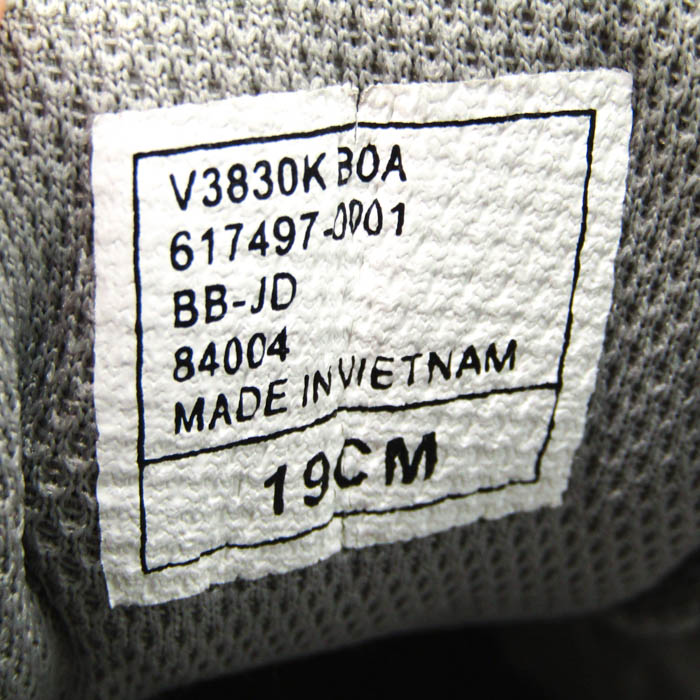 V3830K BOA
617497-0001
BB-JD
84004
MADE IN VIETNAM
19CM